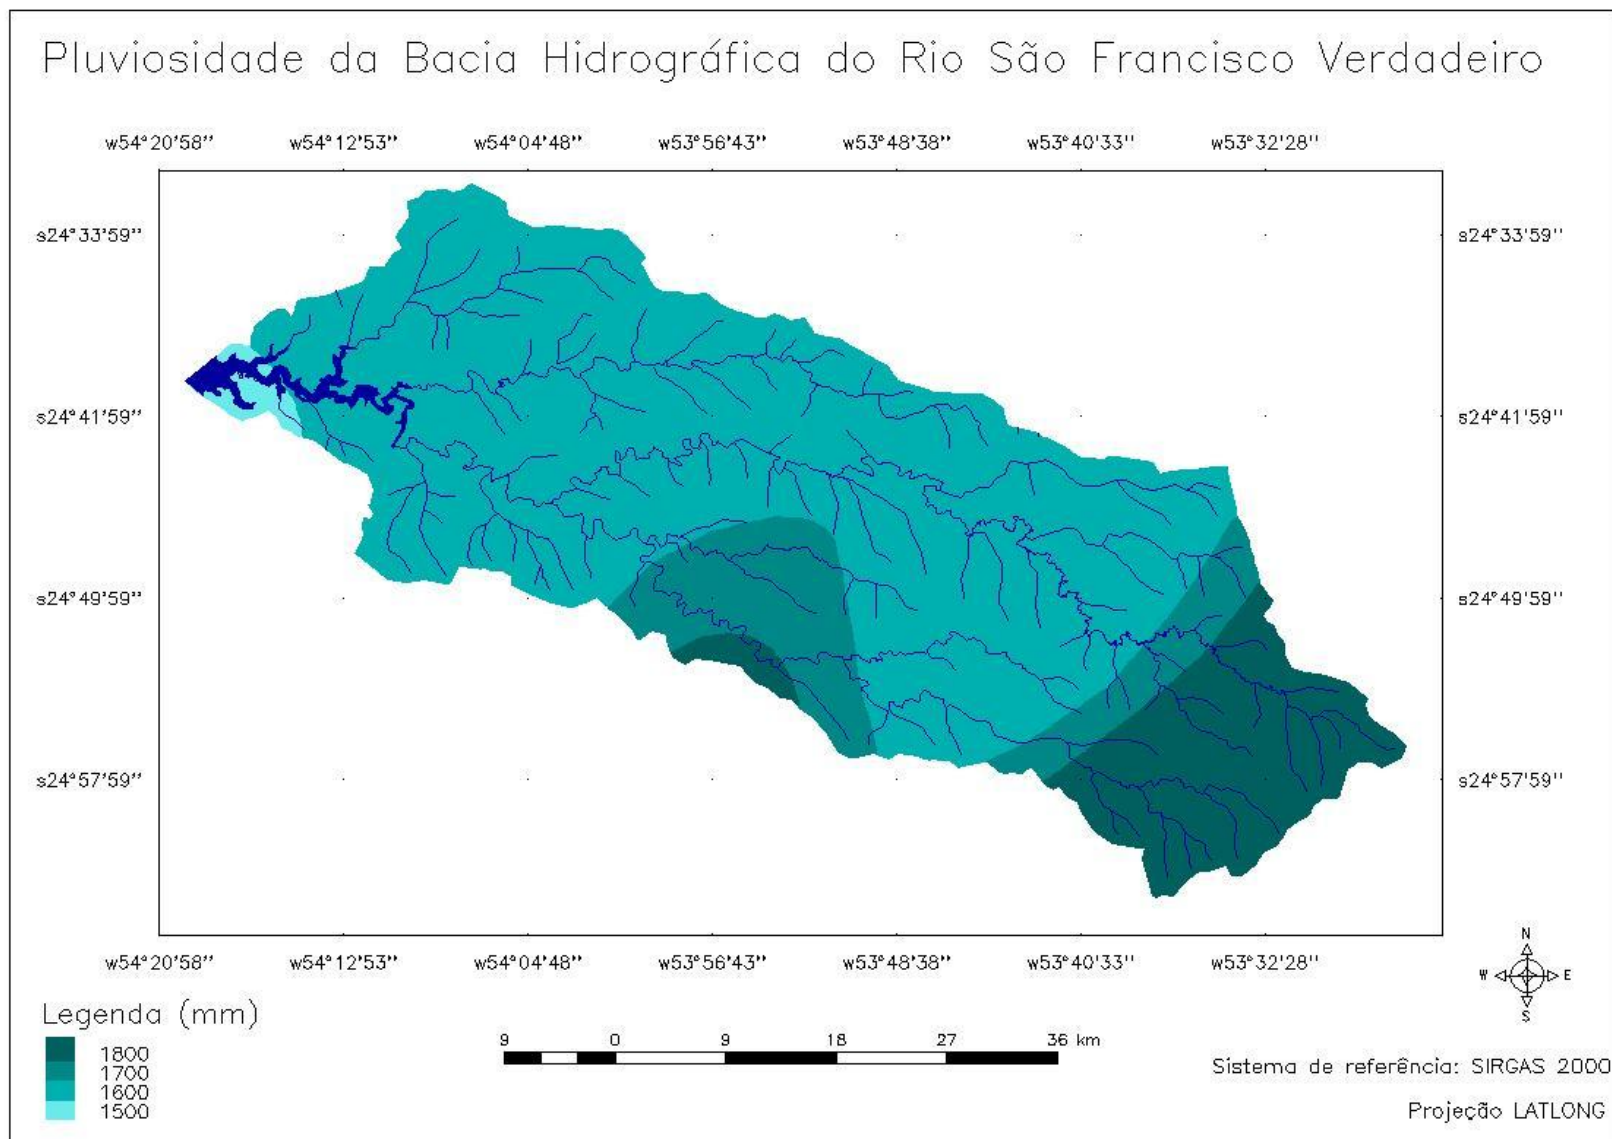 Pluviosidade da Bacia Hidrográfica do Rio São Francisco Verdadeiro
w54°20'58'' w54°12'53'' w54°04'48'' w53°56'43'' w53°48'38'' w53°40'33'' w53°32'28''
s24°33'59'' s24°33'59''
s24°41'59'' s24°41'59''
s24°49'59'' s24°49'59''
s24°57'59'' s24°57'59''
w54°20'58'' w54°12'53'' w54°04'48'' w53°56'43'' w53°48'38'' w53°40'33'' w53°32'28''
N
W E
S
Legenda (mm)
1800
1700
1600
1500
9 0 9 18 27 36 km
Sistema de referência: SIRGAS 2000
Projeção LATLONG